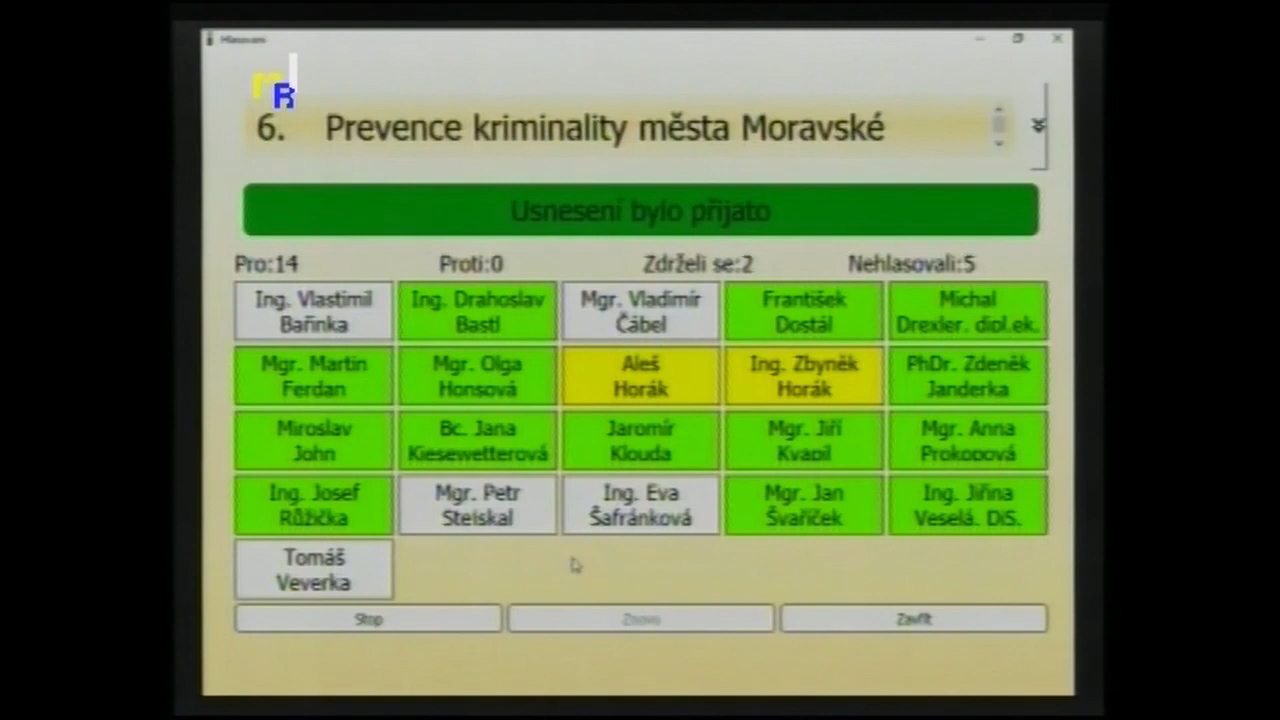 Hlasování
6. Prevence kriminality města Moravské
Usnesení bylo přijato
Pro:14 Proti:0 Zdrželi se:2 Nehlasovali:5
Ing. Vlastimil Bařinka
Ing. Drahoslav Bastl
Mgr. Vladimír Čábel
František Dostál
Michal Drexler. dipl.ek.
Mgr. Martin Ferdan
Mgr. Olga Honsová
Aleš Horák
Ing. Zbyněk Horák
PhDr. Zdeněk Janderka
Miroslav John
Bc. Jana Kiesewetterová
Jaromír Klouda
Mgr. Jiří Kvapil
Mgr. Anna Prokopová
Ing. Josef Růžička
Mgr. Petr Stejskal
Ing. Eva Šafránková
Mgr. Jan Švaříček
Ing. Jiřina Veselá. DiS.
Tomáš Veverka
Stop Znovu Zavřít